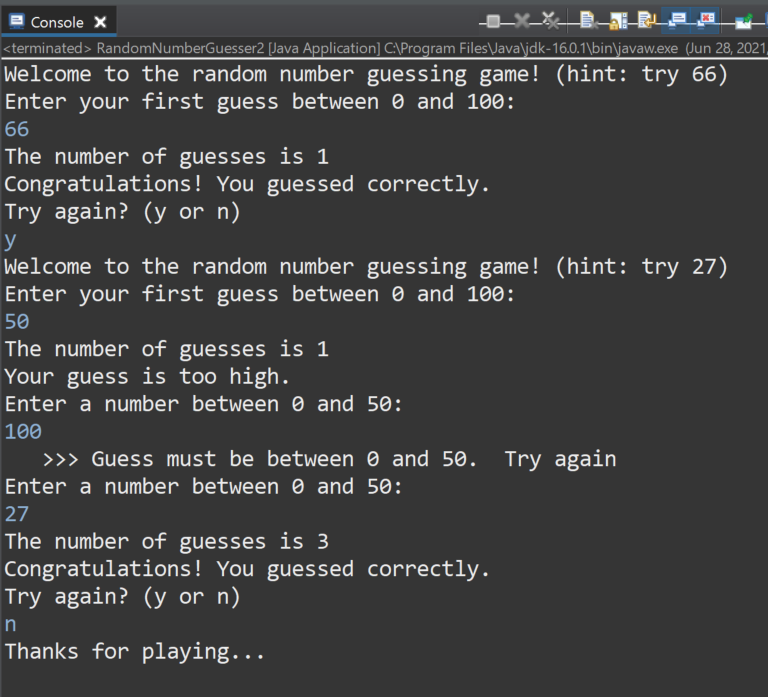 Console
<terminated> RandomNumberGuesser2 [Java Application] C:\Program Files\Java\jdk-16.0.1\bin\javaw.exe (Jun 28, 2021,
Welcome to the random number guessing game! (hint: try 66)
Enter your first guess between 0 and 100:
66
The number of guesses is 1
Congratulations! You guessed correctly.
Try again? (y or n)
y
Welcome to the random number guessing game! (hint: try 27)
Enter your first guess between 0 and 100:
50
The number of guesses is 1
Your guess is too high.
Enter a number between 0 and 50:
100
   >>> Guess must be between 0 and 50.  Try again
Enter a number between 0 and 50:
27
The number of guesses is 3
Congratulations! You guessed correctly.
Try again? (y or n)
n
Thanks for playing...